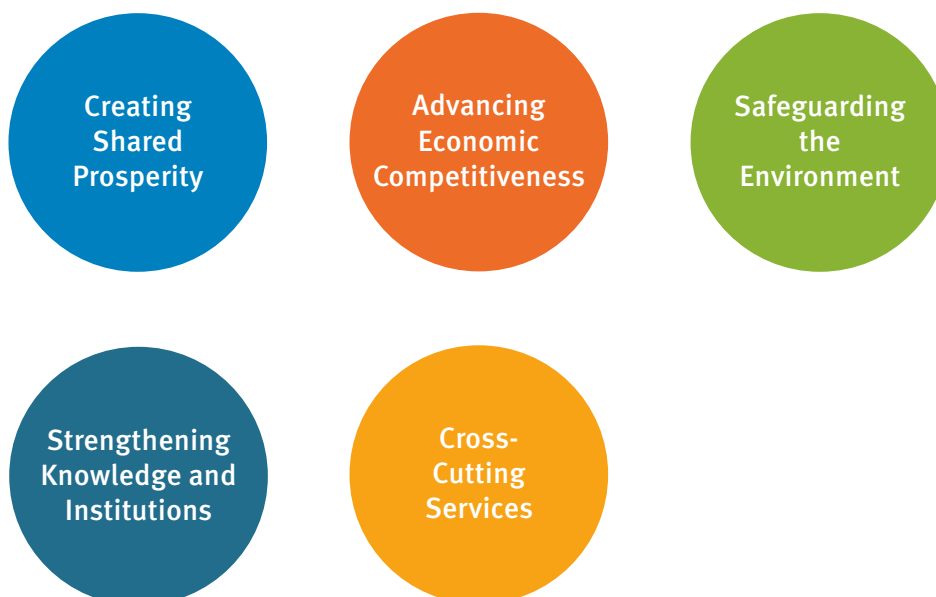 Creating
Shared
Prosperity
Advancing
Economic
Competitiveness
Safeguarding
the
Environment
Strengthening
Knowledge and
Institutions
Cross-
Cutting
Services